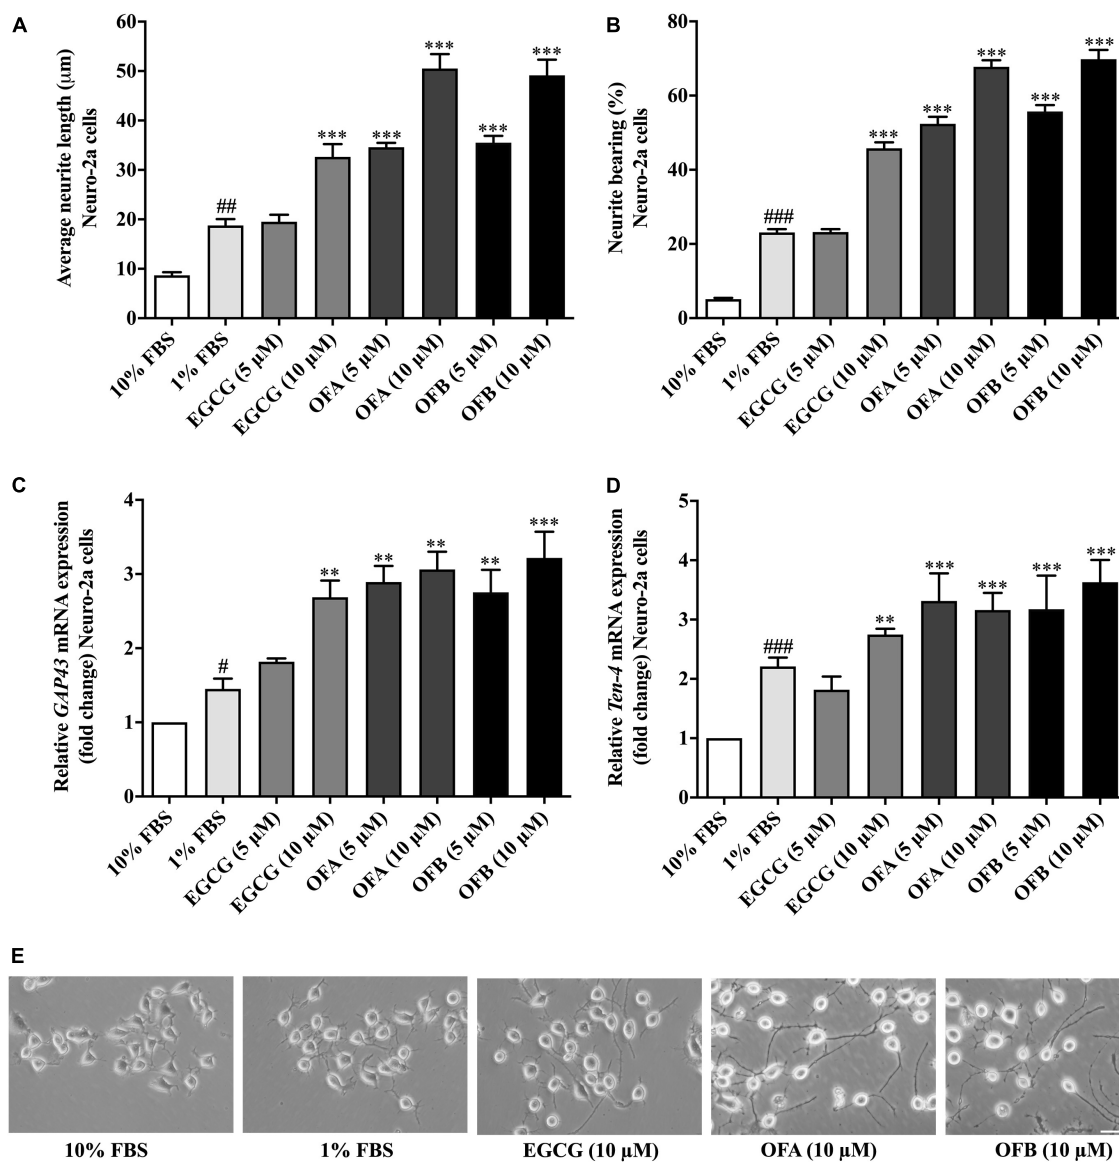 A
Average neurite length (μm)
Neuro-2a cells
60
50
40
30
20
10
0
##
***
***
***
***
***
10% FBS
1% FBS
EGCG (5 μM)
EGCG (10 μM)
OFA (5 μM)
OFA (10 μM)
OFB (5 μM)
OFB (10 μM)
B
Neurite bearing (%)
Neuro-2a cells
80
60
40
20
0
###
***
***
***
***
***
10% FBS
1% FBS
EGCG (5 μM)
EGCG (10 μM)
OFA (5 μM)
OFA (10 μM)
OFB (5 μM)
OFB (10 μM)
C
Relative GAP43 mRNA expression
(fold change) Neuro-2a cells
4
3
2
1
0
#
**
**
**
**
***
10% FBS
1% FBS
EGCG (5 μM)
EGCG (10 μM)
OFA (5 μM)
OFA (10 μM)
OFB (5 μM)
OFB (10 μM)
D
Relative Ten-4 mRNA expression
(fold change) Neuro-2a cells
5
4
3
2
1
0
###
**
***
***
***
***
10% FBS
1% FBS
EGCG (5 μM)
EGCG (10 μM)
OFA (5 μM)
OFA (10 μM)
OFB (5 μM)
OFB (10 μM)
E
10% FBS
1% FBS
EGCG (10 μM)
OFA (10 μM)
OFB (10 μM)